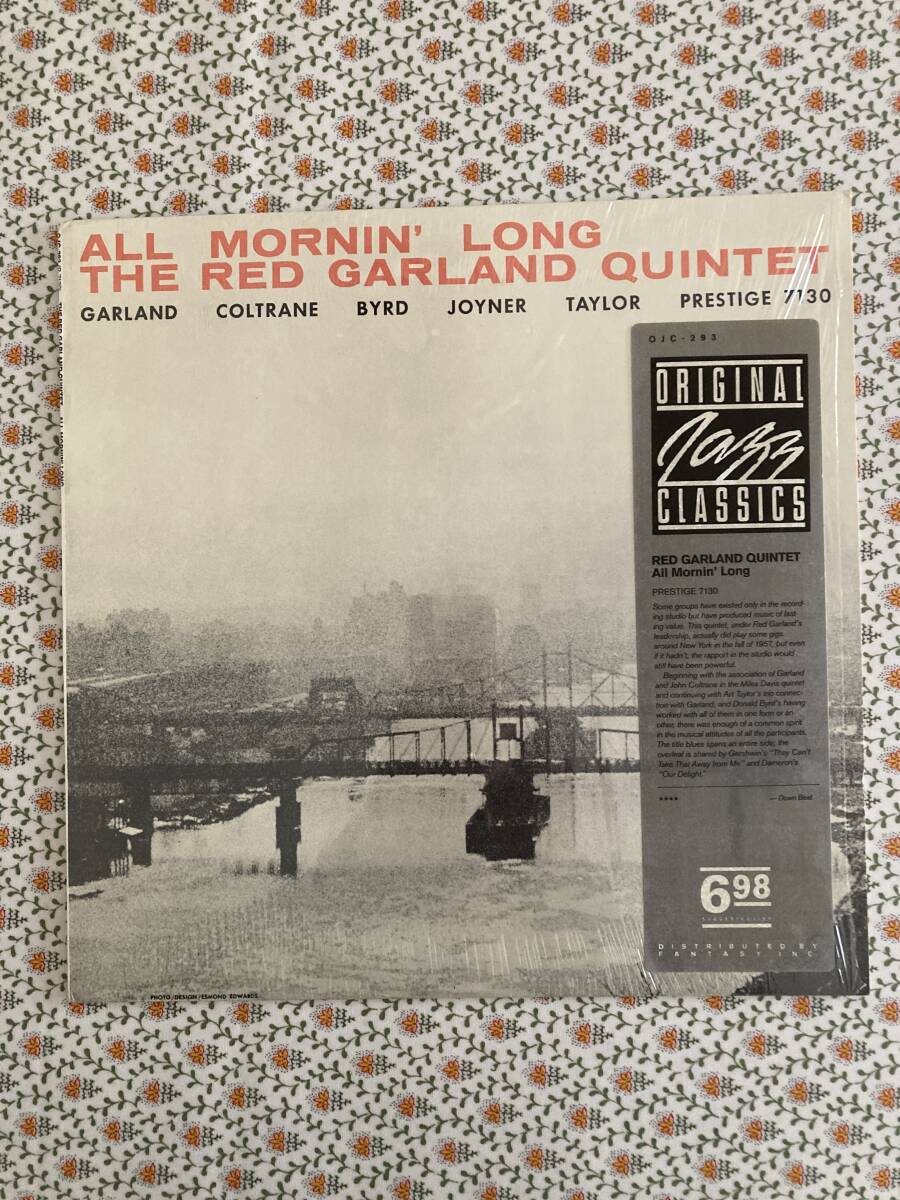 ALL MORNIN' LONG
THE RED GARLAND QUINTET
GARLAND COLTRANE BYRD JOYNER TAYLOR PRESTIGE 7130
OJC-293
ORIGINAL
Jazz
CLASSICS
RED GARLAND QUINTET
All Mornin' Long
PRESTIGE 7130
Some groups have existed only in the record-
ing studio but have produced music of last-
ing value. This quintet, under Red Garland's
leadership, actually did play some gigs
around New York in the fall of 1957, but even
if it hadn't, the rapport in the studio would
still have been powerful.
Beginning with the association of Garland
and John Coltrane in the Miles Davis quintet
and continuing with Art Taylor's trio connec-
tion with Garland, and Donald Byrd's having
worked with all of them in one form or an-
other, there was enough of a common spirit
in the musical attitudes of all the participants.
The title blues spans an entire side; the
overleaf is shared by Gershwin's "They Can't
Take That Away from Me" and Dameron's
"Our Delight."
**** — Down Beat
698
DISTRIBUTED BY
FANTASY INC
PHOTO/DESIGN/ESMOND EDWARDS